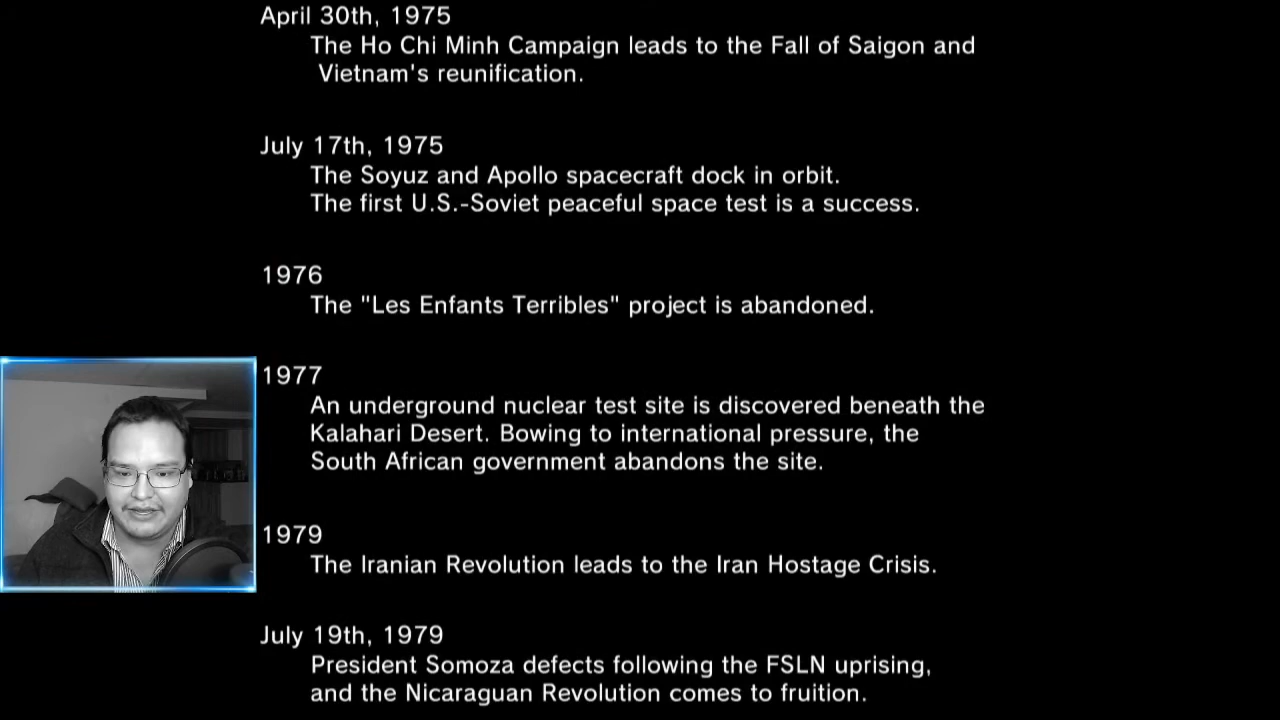 April 30th, 1975
The Ho Chi Minh Campaign leads to the Fall of Saigon and
Vietnam's reunification.
July 17th, 1975
The Soyuz and Apollo spacecraft dock in orbit.
The first U.S.-Soviet peaceful space test is a success.
1976
The "Les Enfants Terribles" project is abandoned.
1977
An underground nuclear test site is discovered beneath the
Kalahari Desert. Bowing to international pressure, the
South African government abandons the site.
1979
The Iranian Revolution leads to the Iran Hostage Crisis.
July 19th, 1979
President Somoza defects following the FSLN uprising,
and the Nicaraguan Revolution comes to fruition.